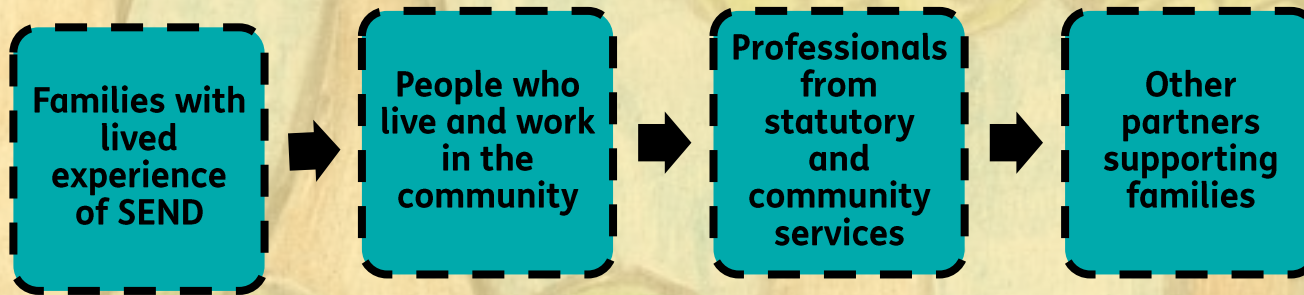 Families with
lived
experience
of SEND
People who
live and work
in the
community
Professionals
from
statutory
and
community
services
Other
partners
supporting
families